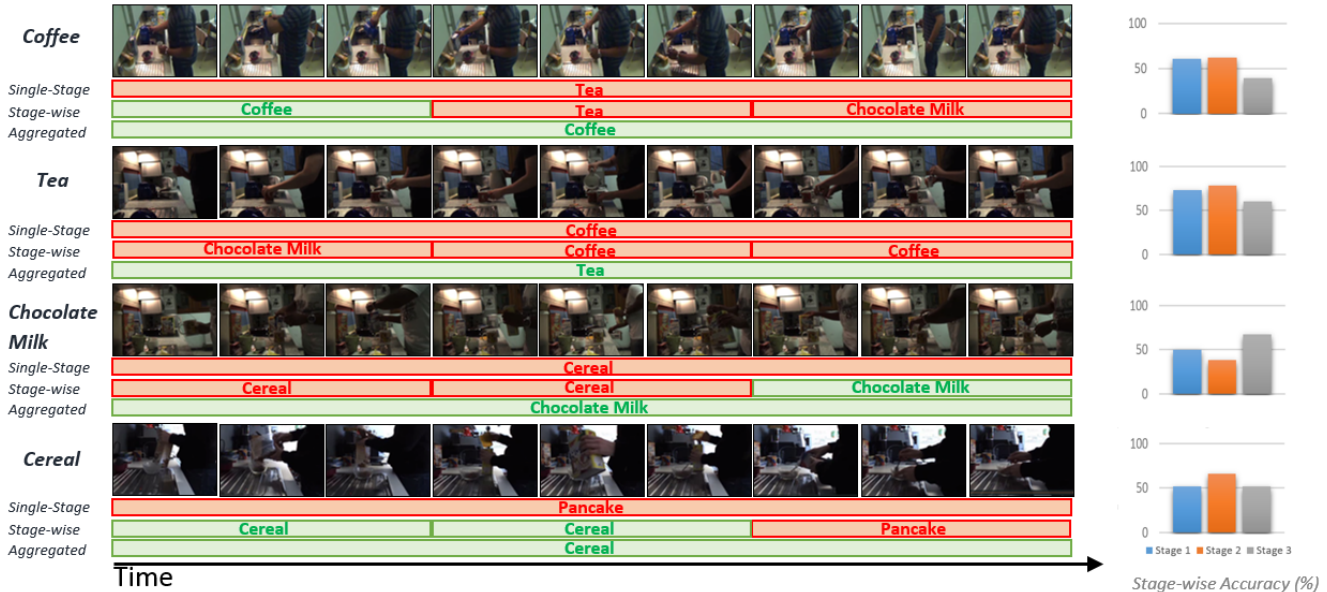 Coffee
Single-Stage Tea
Stage-wise Coffee Tea Chocolate Milk
Aggregated Coffee
100
50
0
Tea
Single-Stage Coffee
Stage-wise Chocolate Milk Coffee Coffee
Aggregated Tea
100
50
0
Chocolate
Milk
Single-Stage Cereal
Stage-wise Cereal Cereal Chocolate Milk
Aggregated Chocolate Milk
100
50
0
Cereal
Single-Stage Pancake
Stage-wise Cereal Cereal Pancake
Aggregated Cereal
100
50
0
Stage 1 Stage 2 Stage 3
Time
Stage-wise Accuracy (%)